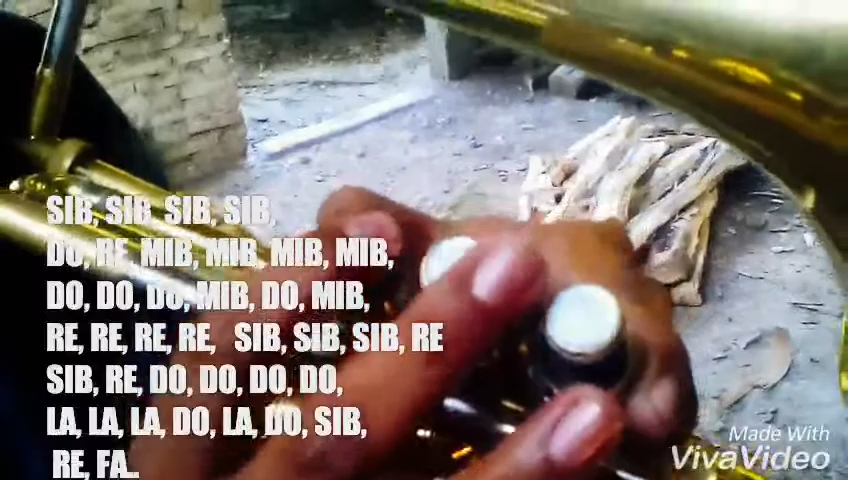 SIB, SIB, SIB, SIB,
DO, RE, MIB, MIB, MIB, MIB,
DO, DO, DO, MIB, DO, MIB,
RE, RE, RE, RE, SIB, SIB, SIB, RE
SIB, RE, DO, DO, DO, DO,
LA, LA, LA, DO, LA, DO, SIB,
RE, FA..
Made With
VivaVideo